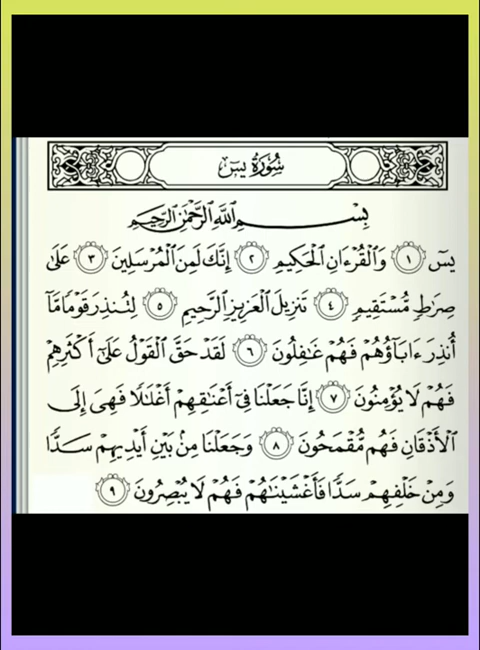 سُورَةُ يسٓ
بِسْمِ ٱللَّهِ ٱلرَّحْمَٰنِ ٱلرَّحِيمِ
يسٓ ١ وَٱلْقُرْءَانِ ٱلْحَكِيمِ ٢ إِنَّكَ لَمِنَ ٱلْمُرْسَلِينَ ٣ عَلَىٰ
صِرَٰطٍ مُّسْتَقِيمٍ ٤ تَنزِيلَ ٱلْعَزِيزِ ٱلرَّحِيمِ ٥ لِتُنذِرَ قَوْمًا مَّآ
أُنذِرَ ءَابَآؤُهُمْ فَهُمْ غَٰفِلُونَ ٦ لَقَدْ حَقَّ ٱلْقَوْلُ عَلَىٰٓ أَكْثَرِهِمْ
فَهُمْ لَا يُؤْمِنُونَ ٧ إِنَّا جَعَلْنَا فِىٓ أَعْنَٰقِهِمْ أَغْلَٰلًا فَهِىَ إِلَى
ٱلْأَذْقَانِ فَهُم مُّقْمَحُونَ ٨ وَجَعَلْنَا مِنۢ بَيْنِ أَيْدِيهِمْ سَدًّا
وَمِنْ خَلْفِهِمْ سَدًّا فَأَغْشَيْنَٰهُمْ فَهُمْ لَا يُبْصِرُونَ ٩